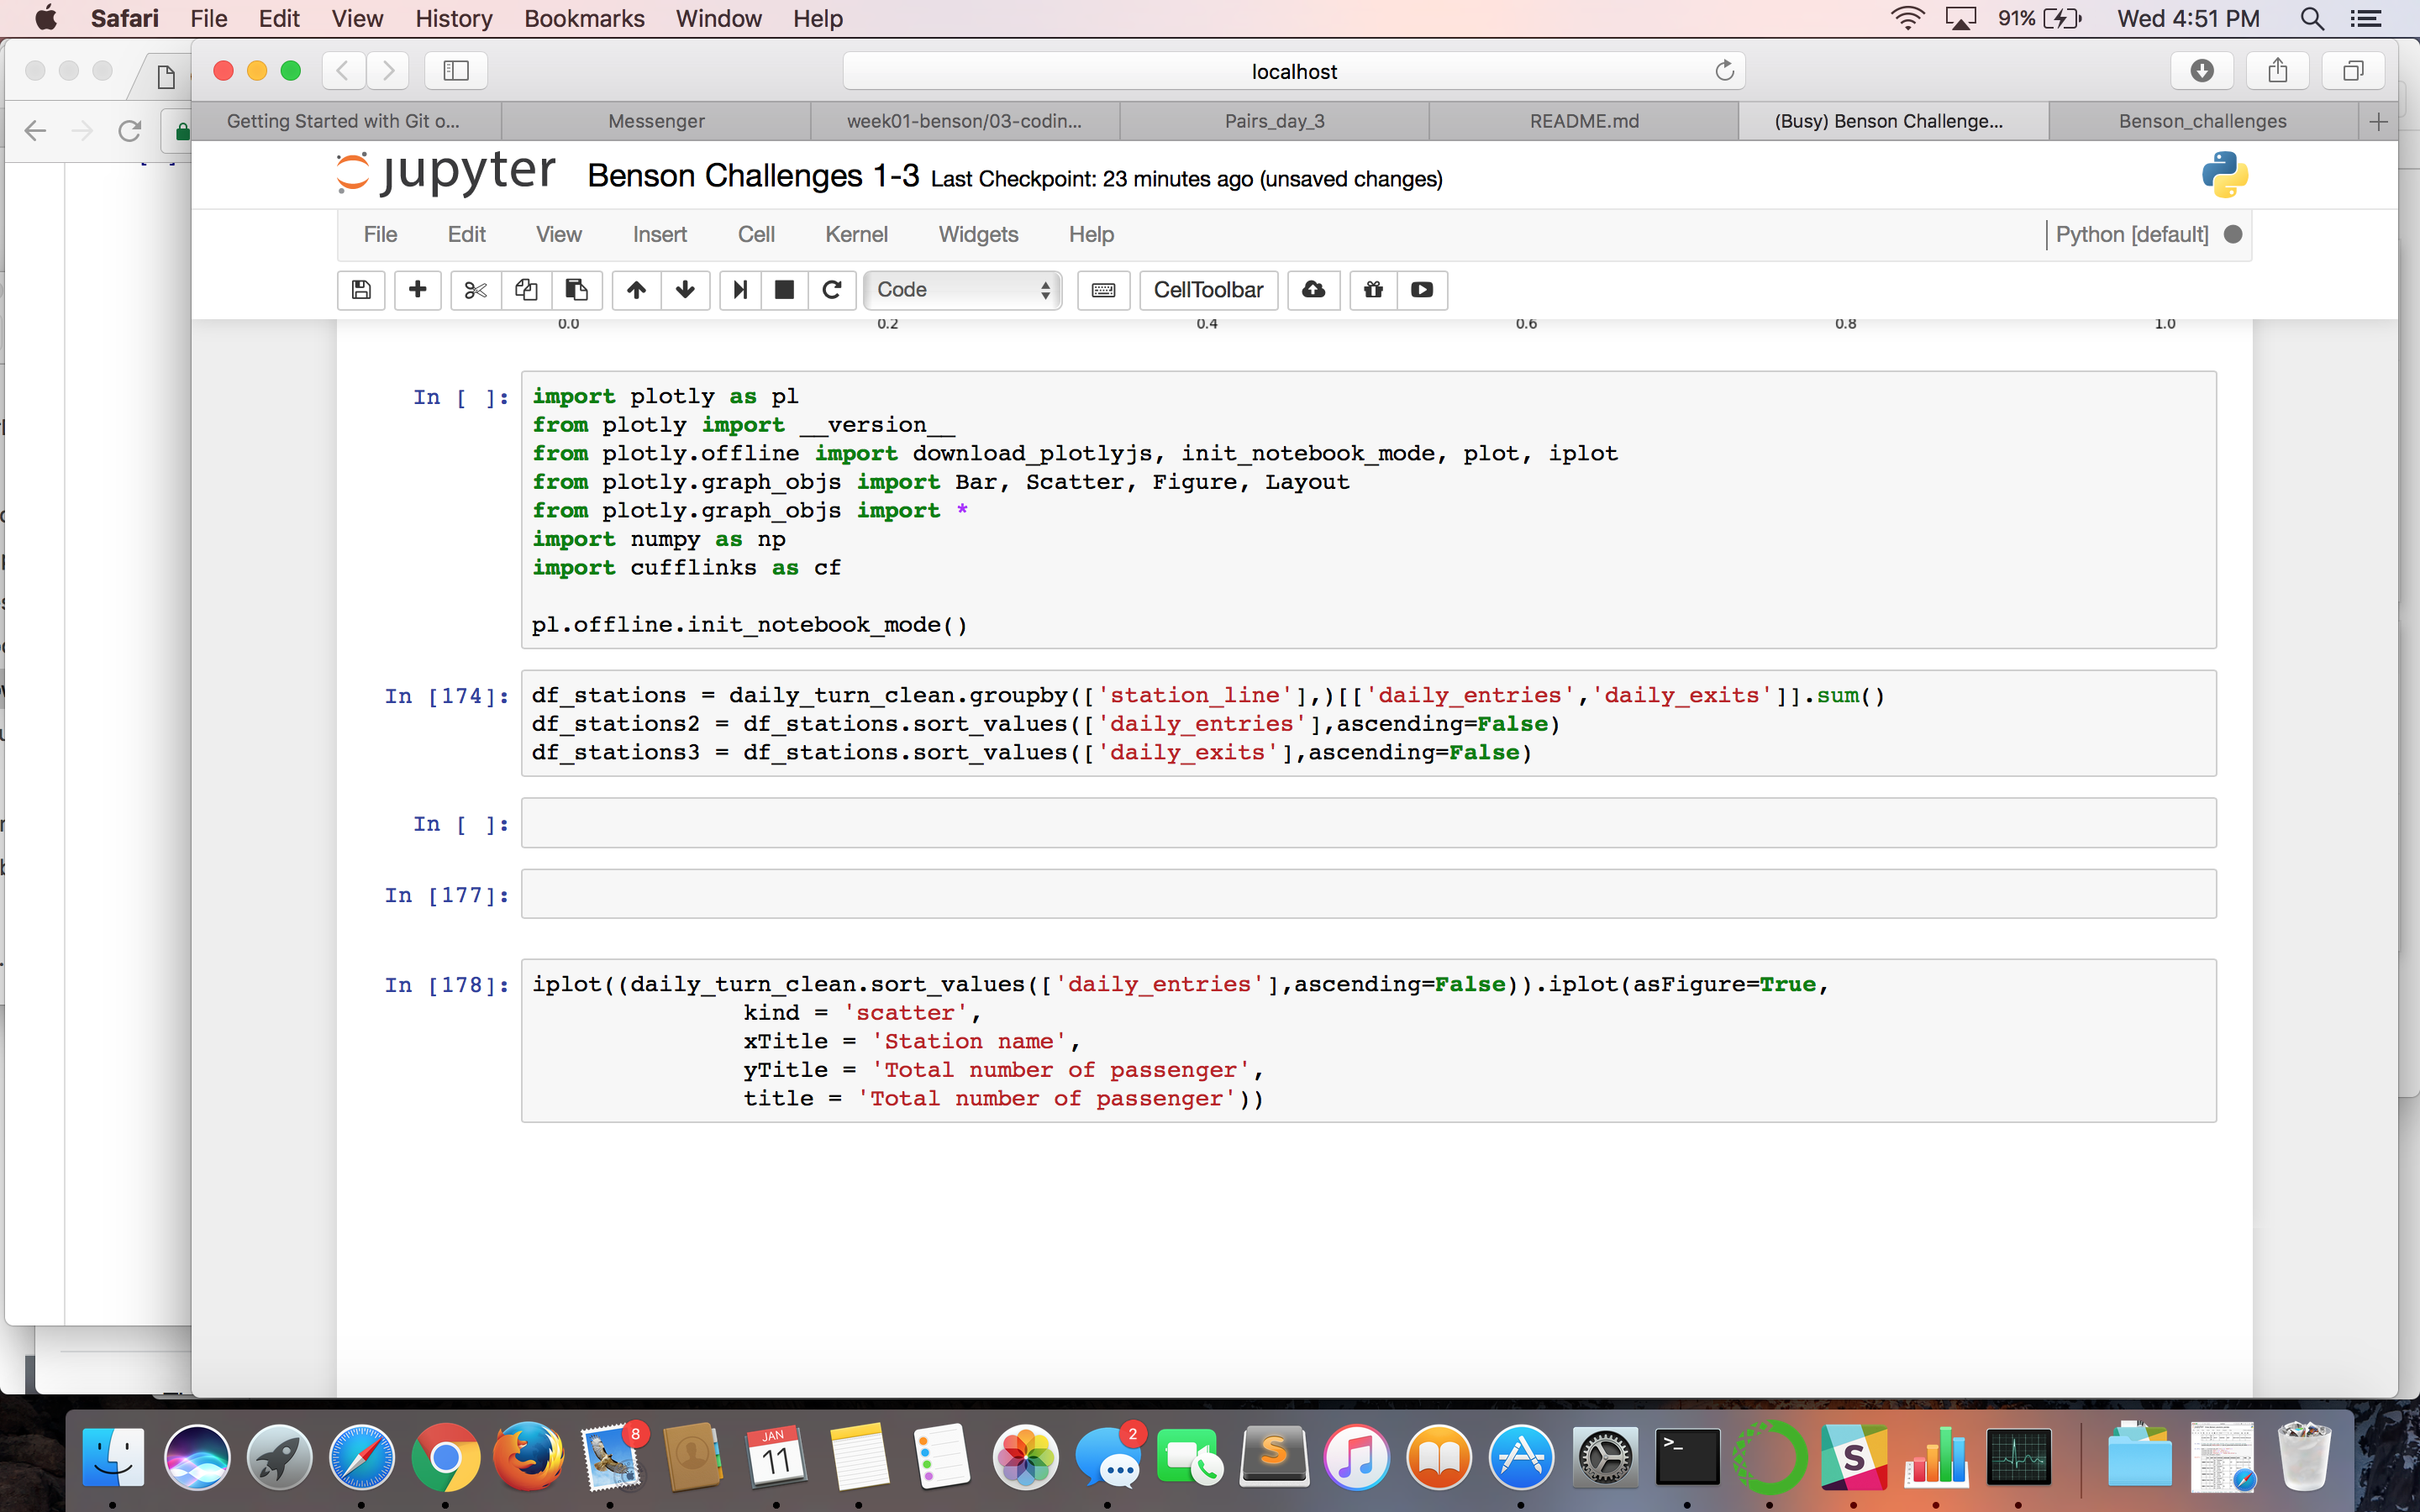 Safari File Edit View History Bookmarks Window Help 91% Wed 4:51 PM
localhost
Getting Started with Git o... Messenger week01-benson/03-codin... Pairs_day_3 README.md (Busy) Benson Challenge... Benson_challenges
jupyter Benson Challenges 1-3 Last Checkpoint: 23 minutes ago (unsaved changes)
File Edit View Insert Cell Kernel Widgets Help Python [default]
Code CellToolbar
0.0 0.2 0.4 0.6 0.8 1.0
In [ ]: import plotly as pl
from plotly import __version__
from plotly.offline import download_plotlyjs, init_notebook_mode, plot, iplot
from plotly.graph_objs import Bar, Scatter, Figure, Layout
from plotly.graph_objs import *
import numpy as np
import cufflinks as cf
pl.offline.init_notebook_mode()
In [174]: df_stations = daily_turn_clean.groupby(['station_line'],)[['daily_entries','daily_exits']].sum()
df_stations2 = df_stations.sort_values(['daily_entries'],ascending=False)
df_stations3 = df_stations.sort_values(['daily_exits'],ascending=False)
In [ ]:
In [177]:
In [178]: iplot((daily_turn_clean.sort_values(['daily_entries'],ascending=False)).iplot(asFigure=True,
kind = 'scatter',
xTitle = 'Station name',
yTitle = 'Total number of passenger',
title = 'Total number of passenger'))
8 JAN 11 2